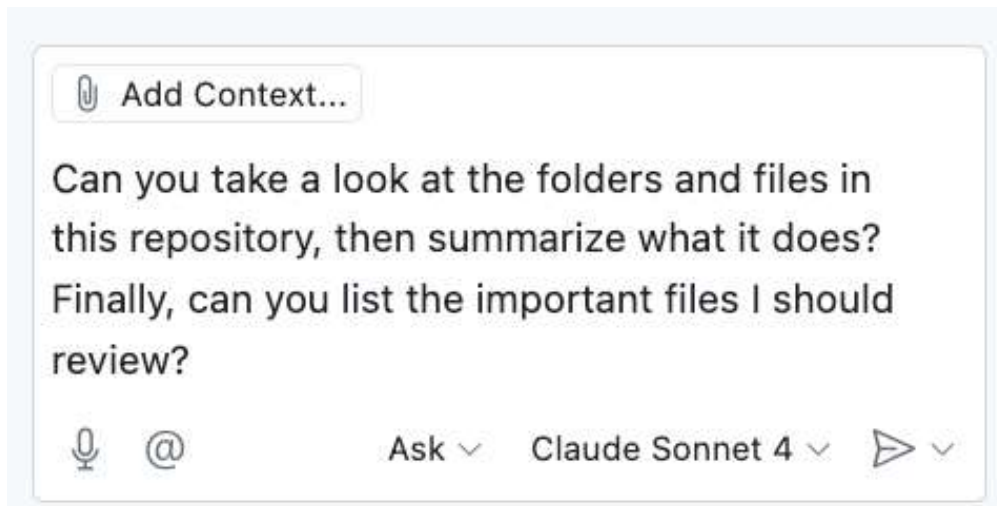 Add Context...
Can you take a look at the folders and files in
this repository, then summarize what it does?
Finally, can you list the important files I should
review?
@ Ask Claude Sonnet 4